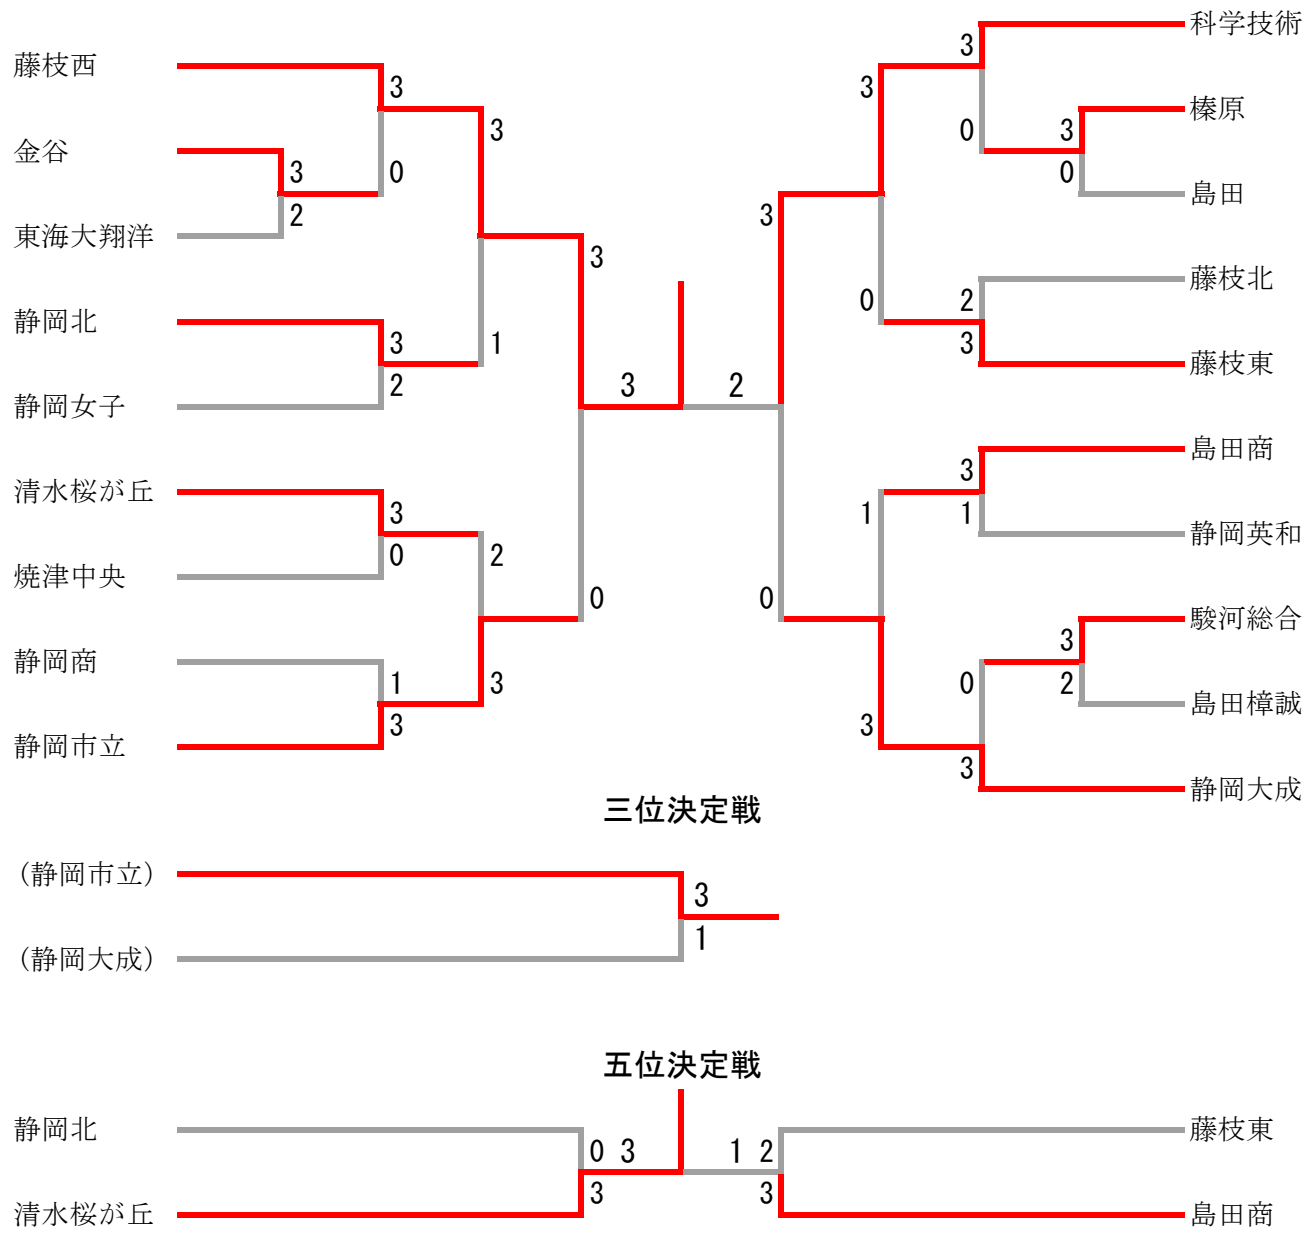 藤枝西
金谷
東海大翔洋
静岡北
静岡女子
清水桜が丘
焼津中央
静岡商
静岡市立
3
0
3
2
3
2
3
0
1
3
3
1
2
3
3
0
3
2
3
0
3
0
1
3
3
0
2
3
3
1
0
3
3
0
3
2
科学技術
榛原
島田
藤枝北
藤枝東
島田商
静岡英和
駿河総合
島田樟誠
静岡大成
三位決定戦
（静岡市立）
（静岡大成）
3
1
五位決定戦
静岡北
清水桜が丘
0 3
3
1 2
3
藤枝東
島田商